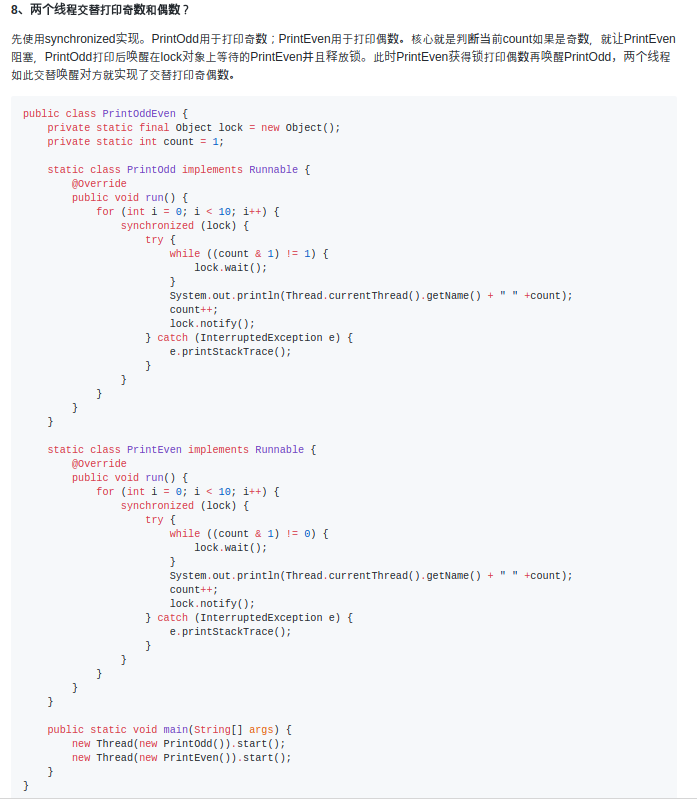 8、两个线程交替打印奇数和偶数？
先使用synchronized实现。PrintOdd用于打印奇数；PrintEven用于打印偶数。核心就是判断当前count如果是奇数，就让PrintEven
阻塞，PrintOdd打印后唤醒在lock对象上等待的PrintEven并且释放锁。此时PrintEven获得锁打印偶数再唤醒PrintOdd，两个线程
如此交替唤醒对方就实现了交替打印奇偶数。
public class PrintOddEven {
    private static final Object lock = new Object();
    private static int count = 1;

    static class PrintOdd implements Runnable {
        @Override
        public void run() {
            for (int i = 0; i < 10; i++) {
                synchronized (lock) {
                    try {
                        while ((count & 1) != 1) {
                            lock.wait();
                        }
                        System.out.println(Thread.currentThread().getName() + " " +count);
                        count++;
                        lock.notify();
                    } catch (InterruptedException e) {
                        e.printStackTrace();
                    }
                }
            }
        }
    }

    static class PrintEven implements Runnable {
        @Override
        public void run() {
            for (int i = 0; i < 10; i++) {
                synchronized (lock) {
                    try {
                        while ((count & 1) != 0) {
                            lock.wait();
                        }
                        System.out.println(Thread.currentThread().getName() + " " +count);
                        count++;
                        lock.notify();
                    } catch (InterruptedException e) {
                        e.printStackTrace();
                    }
                }
            }
        }
    }

    public static void main(String[] args) {
        new Thread(new PrintOdd()).start();
        new Thread(new PrintEven()).start();
    }
}